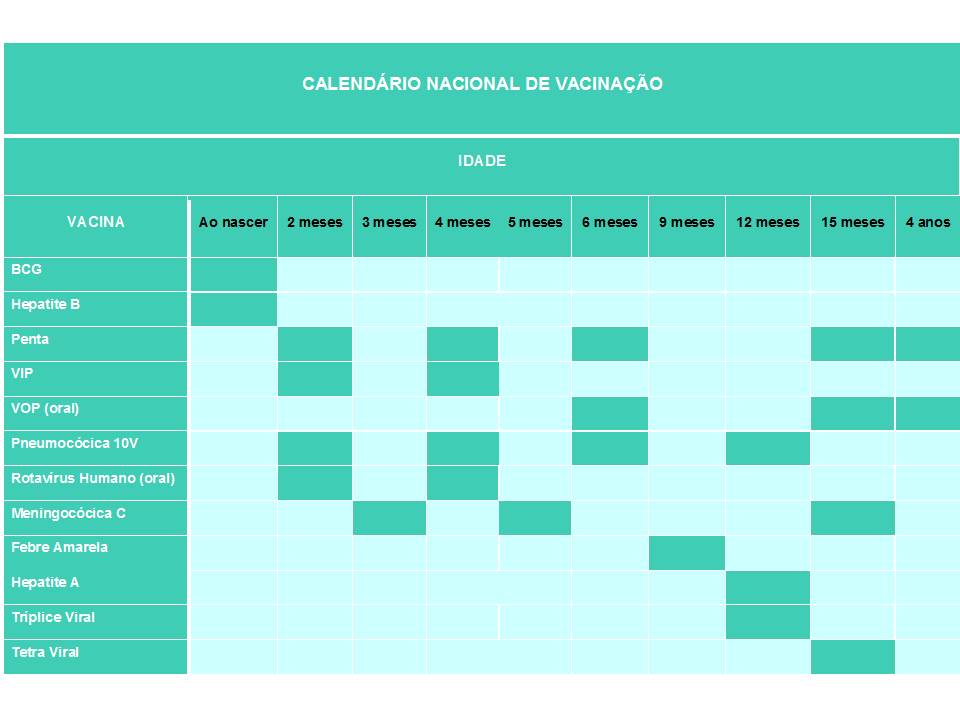 CALENDÁRIO NACIONAL DE VACINAÇÃO
IDADE
VACINA Ao nascer 2 meses 3 meses 4 meses 5 meses 6 meses 9 meses 12 meses 15 meses 4 anos
BCG
Hepatite B
Penta
VIP
VOP (oral)
Pneumocócica 10V
Rotavírus Humano (oral)
Meningocócica C
Febre Amarela
Hepatite A
Tríplice Viral
Tetra Viral